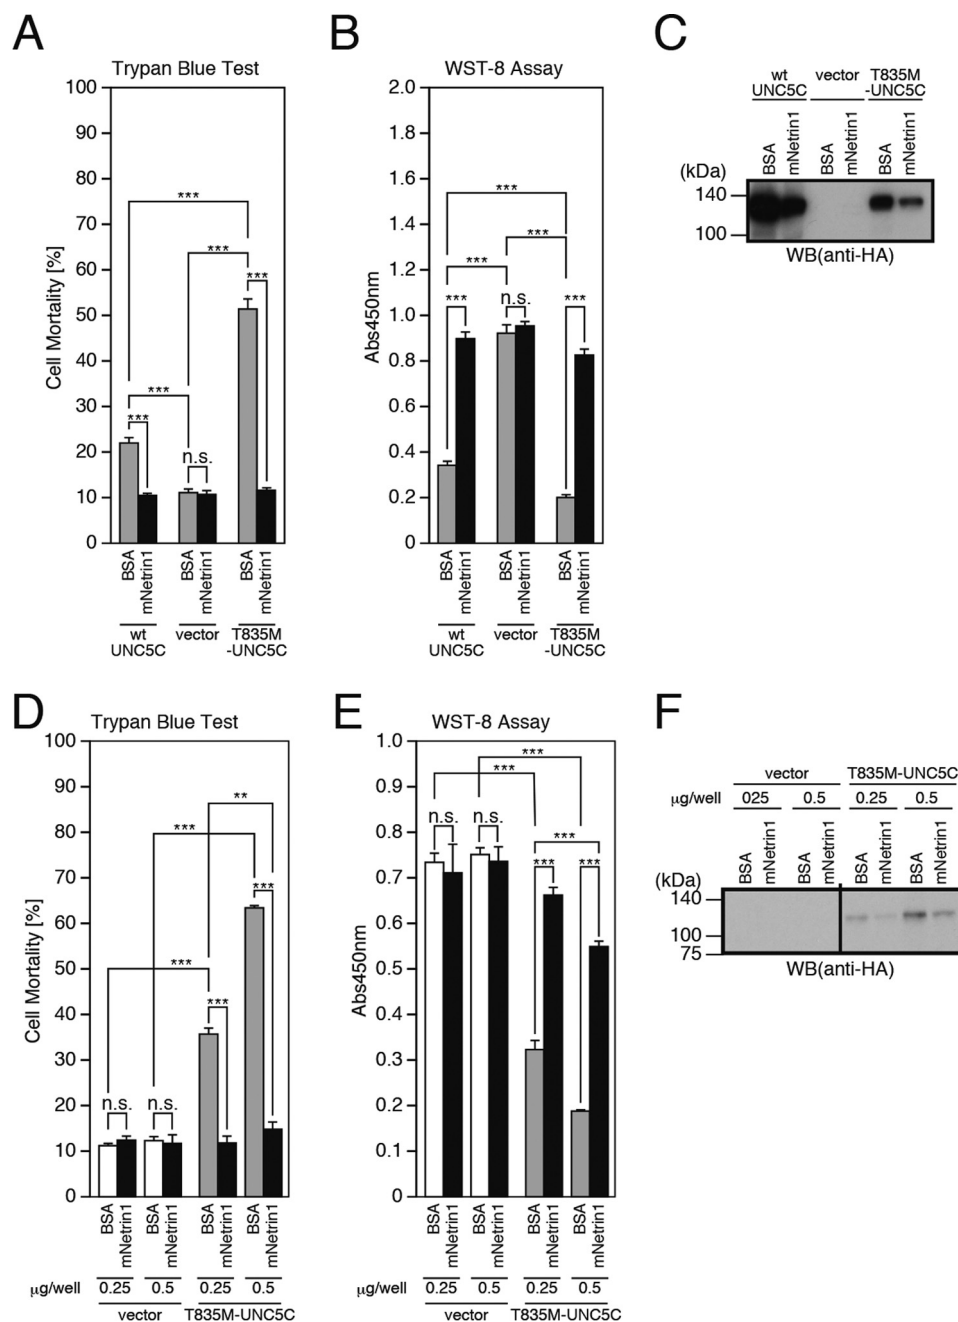 A
Trypan Blue Test
Cell Mortality [%]
100
90
80
70
60
50
40
30
20
10
0
***
***
***
***
***
n.s.
BSA
mNetrin1
BSA
mNetrin1
BSA
mNetrin1
wt
UNC5C
vector
T835M
-UNC5C
B
WST-8 Assay
Abs450nm
2.0
1.8
1.6
1.4
1.2
1.0
0.8
0.6
0.4
0.2
0
***
***
***
***
n.s.
***
BSA
mNetrin1
BSA
mNetrin1
BSA
mNetrin1
wt
UNC5C
vector
T835M
-UNC5C
C
wt
UNC5C
vector
T835M
-UNC5C
BSA
mNetrin1
BSA
mNetrin1
BSA
mNetrin1
(kDa)
140
100
WB(anti-HA)
D
Trypan Blue Test
Cell Mortality [%]
100
90
80
70
60
50
40
30
20
10
0
**
***
***
***
***
n.s.
n.s.
BSA
mNetrin1
BSA
mNetrin1
BSA
mNetrin1
BSA
mNetrin1
μg/well
0.25
0.5
0.25
0.5
vector
T835M-UNC5C
E
WST-8 Assay
Abs450nm
1.0
0.9
0.8
0.7
0.6
0.5
0.4
0.3
0.2
0.1
0
***
***
n.s.
n.s.
***
***
***
BSA
mNetrin1
BSA
mNetrin1
BSA
mNetrin1
BSA
mNetrin1
0.25
0.5
0.25
0.5
vector
T835M-UNC5C
F
vector
T835M-UNC5C
μg/well
025
0.5
0.25
0.5
BSA
mNetrin1
BSA
mNetrin1
BSA
mNetrin1
BSA
mNetrin1
(kDa)
140
100
75
WB(anti-HA)